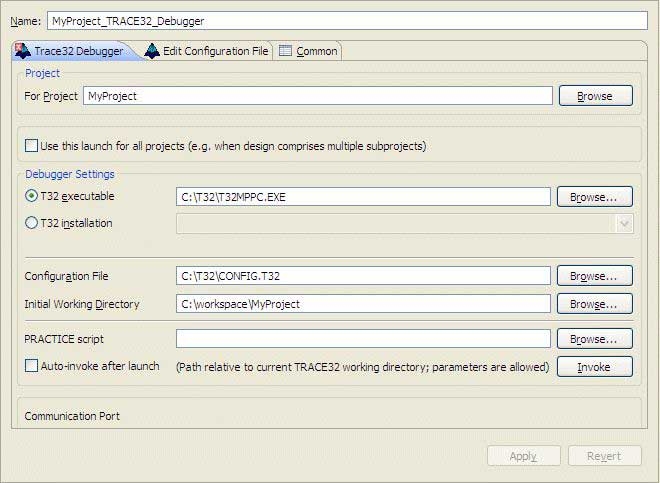 Name: MyProject_TRACE32_Debugger
Trace32 Debugger Edit Configuration File Common
Project
For Project MyProject Browse
Use this launch for all projects (e.g. when design comprises multiple subprojects)
Debugger Settings
T32 executable C:\T32\T32MPPC.EXE Browse...
T32 installation
Configuration File C:\T32\CONFIG.T32 Browse...
Initial Working Directory C:\workspace\MyProject Browse...
PRACTICE script Browse...
Auto-invoke after launch (Path relative to current TRACE32 working directory; parameters are allowed) Invoke
Communication Port
Apply Revert